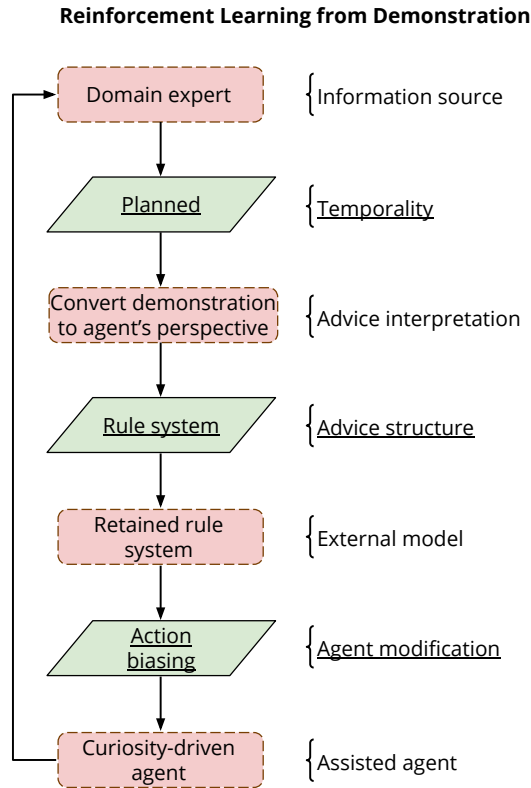 Reinforcement Learning from Demonstration
Domain expert
Information source
Planned
Temporality
Convert demonstration
to agent's perspective
Advice interpretation
Rule system
Advice structure
Retained rule
system
External model
Action
biasing
Agent modification
Curiosity-driven
agent
Assisted agent